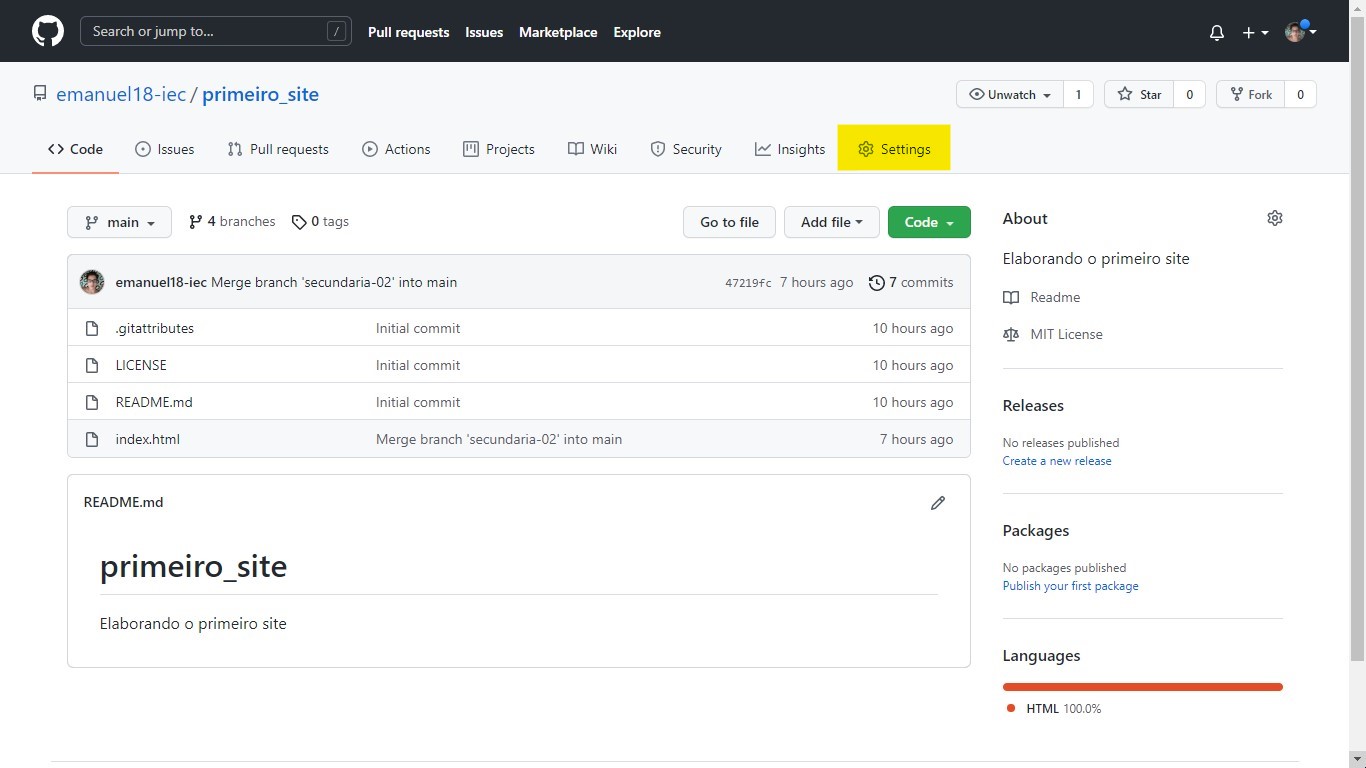 Search or jump to... / Pull requests Issues Marketplace Explore
emanuel18-iec / primeiro_site Unwatch 1 Star 0 Fork 0
Code Issues Pull requests Actions Projects Wiki Security Insights Settings
main 4 branches 0 tags Go to file Add file Code
emanuel18-iec Merge branch 'secundaria-02' into main 47219fc 7 hours ago 7 commits
.gitattributes Initial commit 10 hours ago
LICENSE Initial commit 10 hours ago
README.md Initial commit 10 hours ago
index.html Merge branch 'secundaria-02' into main 7 hours ago
README.md
primeiro_site
Elaborando o primeiro site
About
Elaborando o primeiro site
Readme
MIT License
Releases
No releases published
Create a new release
Packages
No packages published
Publish your first package
Languages
HTML 100.0%